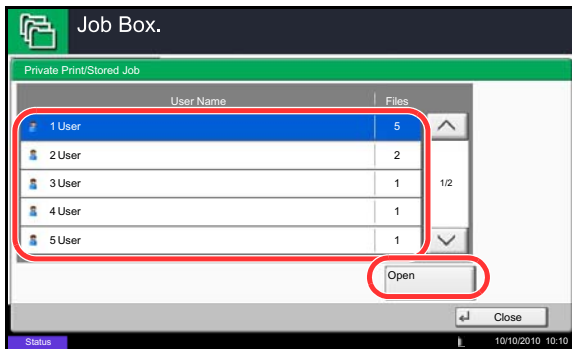 Job Box.
Private Print/Stored Job
User Name Files
1 User 5
2 User 2
3 User 1
1/2
4 User 1
5 User 1
Open
Close
Status 10/10/2010 10:10